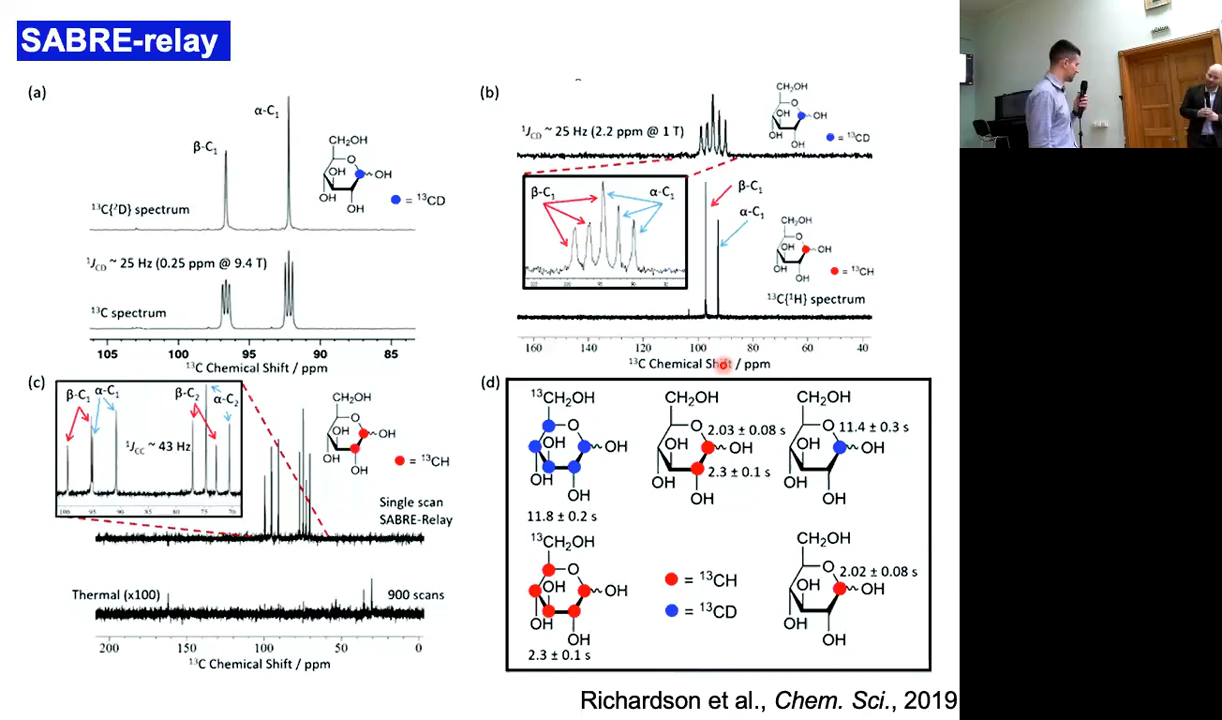 SABRE-relay
(a)
β-C₁
α-C₁
CH₂OH
O
OH
OH
OH
OH
= ¹³CD
¹³C{²D} spectrum
¹J_CD ~ 25 Hz (0.25 ppm @ 9.4 T)
¹³C spectrum
105 100 95 90 85
¹³C Chemical Shift / ppm
(b)
¹J_CD ~ 25 Hz (2.2 ppm @ 1 T)
CH₂OH
O
OH
OH
OH
OH
= ¹³CD
β-C₁
α-C₁
β-C₁
α-C₁
CH₂OH
O
OH
OH
OH
OH
= ¹³CH
¹³C{¹H} spectrum
160 140 120 100 80 60 40
¹³C Chemical Shift / ppm
(c)
β-C₁
α-C₁
β-C₂
α-C₂
¹J_CC ~ 43 Hz
100 95 90 85 75 70
CH₂OH
O
OH
OH
OH
OH
= ¹³CH
Single scan
SABRE-Relay
Thermal (x100)
900 scans
200 150 100 50 0
¹³C Chemical Shift / ppm
(d)
¹³CH₂OH
O
OH
OH
OH
OH
11.8 ± 0.2 s
CH₂OH
O
2.03 ± 0.08 s
OH
OH
OH
2.3 ± 0.1 s
OH
CH₂OH
O
11.4 ± 0.3 s
OH
OH
OH
OH
¹³CH₂OH
O
OH
OH
OH
OH
2.3 ± 0.1 s
= ¹³CH
= ¹³CD
CH₂OH
O
2.02 ± 0.08 s
OH
OH
OH
OH
Richardson et al., Chem. Sci., 2019